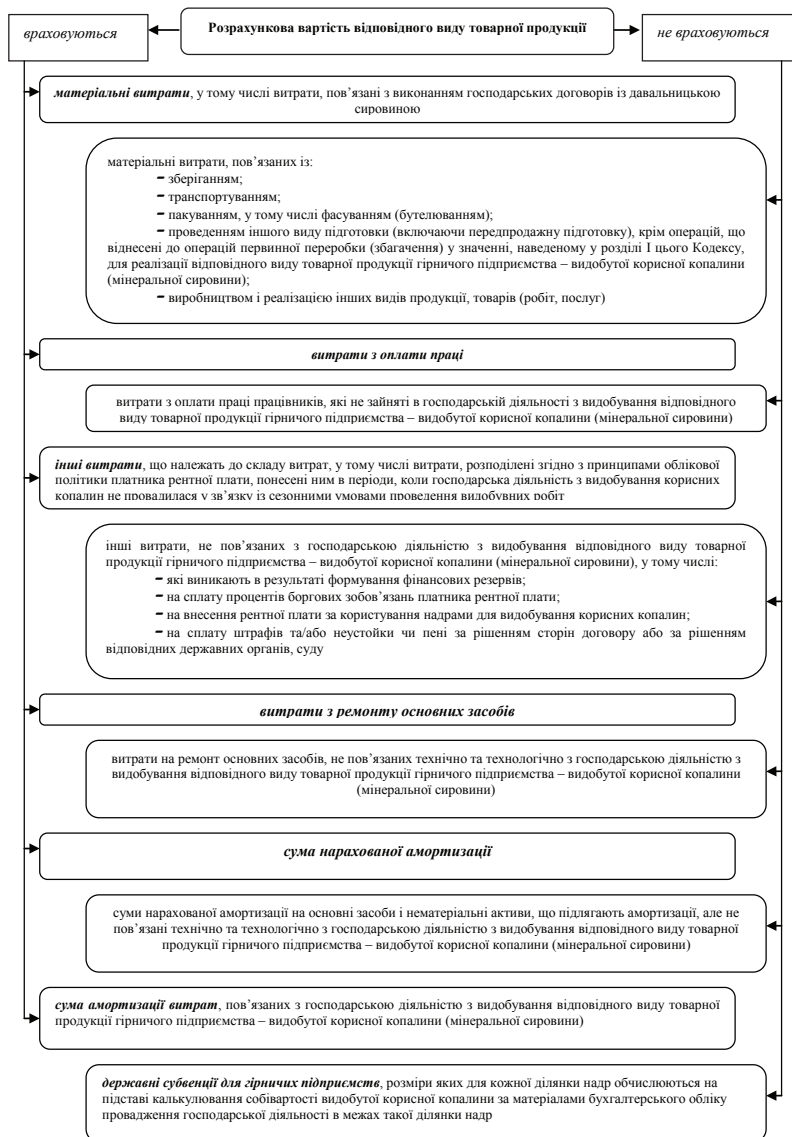 враховуються
Розрахункова вартість відповідного виду товарної продукції
не враховуються
матеріальні витрати, у тому числі витрати, пов’язані з виконанням господарських договорів із давальницькою
сировиною
матеріальні витрати, пов’язаних із:
– зберіганням;
– транспортуванням;
– пакуванням, у тому числі фасуванням (бутелюванням);
– проведенням іншого виду підготовки (включаючи передпродажну підготовку), крім операцій, що
віднесені до операцій первинної переробки (збагачення) у значенні, наведеному у розділі І цього Кодексу,
для реалізації відповідного виду товарної продукції гірничого підприємства – видобутої корисної копалини
(мінеральної сировини);
– виробництвом і реалізацією інших видів продукції, товарів (робіт, послуг)
витрати з оплати праці
витрати з оплати праці працівників, які не зайняті в господарській діяльності з видобування відповідного
виду товарної продукції гірничого підприємства – видобутої корисної копалини (мінеральної сировини)
інші витрати, що належать до складу витрат, у тому числі витрати, розподілені згідно з принципами облікової
політики платника рентної плати, понесені ним в періоди, коли господарська діяльність з видобування корисних
копалин не провадилася у зв’язку із сезонними умовами проведення видобувних робіт
інші витрати, не пов’язаних з господарською діяльністю з видобування відповідного виду товарної
продукції гірничого підприємства – видобутої корисної копалини (мінеральної сировини), у тому числі:
– які виникають в результаті формування фінансових резервів;
– на сплату процентів боргових зобов’язань платника рентної плати;
– на внесення рентної плати за користування надрами для видобування корисних копалин;
– на сплату штрафів та/або неустойки чи пені за рішенням сторін договору або за рішенням
відповідних державних органів, суду
витрати з ремонту основних засобів
витрати на ремонт основних засобів, не пов’язаних технічно та технологічно з господарською діяльністю з
видобування відповідного виду товарної продукції гірничого підприємства – видобутої корисної копалини
(мінеральної сировини)
сума нарахованої амортизації
суми нарахованої амортизації на основні засоби і нематеріальні активи, що підлягають амортизації, але не
пов’язані технічно та технологічно з господарською діяльністю з видобування відповідного виду товарної
продукції гірничого підприємства – видобутої корисної копалини (мінеральної сировини)
сума амортизації витрат, пов’язаних з господарською діяльністю з видобування відповідного виду товарної
продукції гірничого підприємства – видобутої корисної копалини (мінеральної сировини)
державні субвенції для гірничих підприємств, розміри яких для кожної ділянки надр обчислюються на
підставі калькулювання собівартості видобутої корисної копалини за матеріалами бухгалтерського обліку
провадження господарської діяльності в межах такої ділянки надр